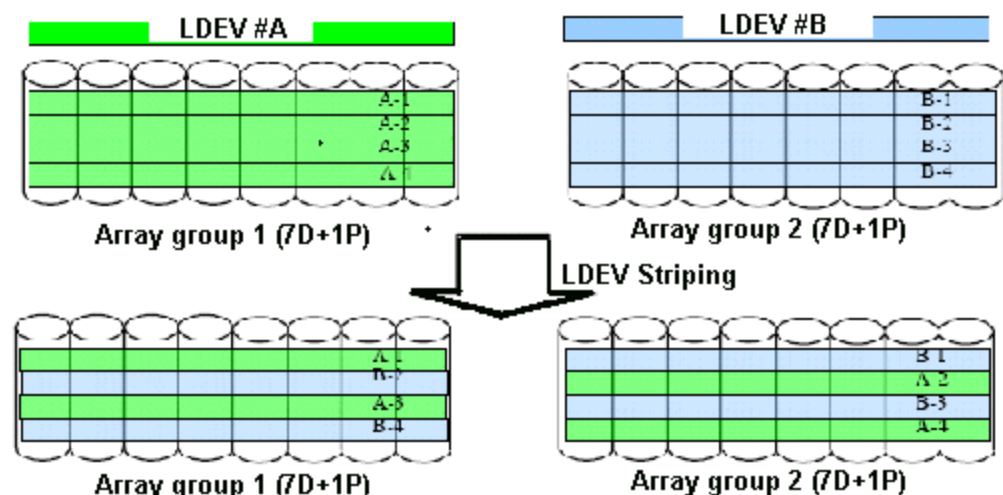 LDEV #A
LDEV #B
A-1
A-2
A-3
B-1
B-2
B-3
B-4
Array group 1 (7D+1P)
Array group 2 (7D+1P)
LDEV Striping
A-1
B-2
A-3
B-4
B-1
A-2
B-3
A-4
Array group 1 (7D+1P)
Array group 2 (7D+1P)